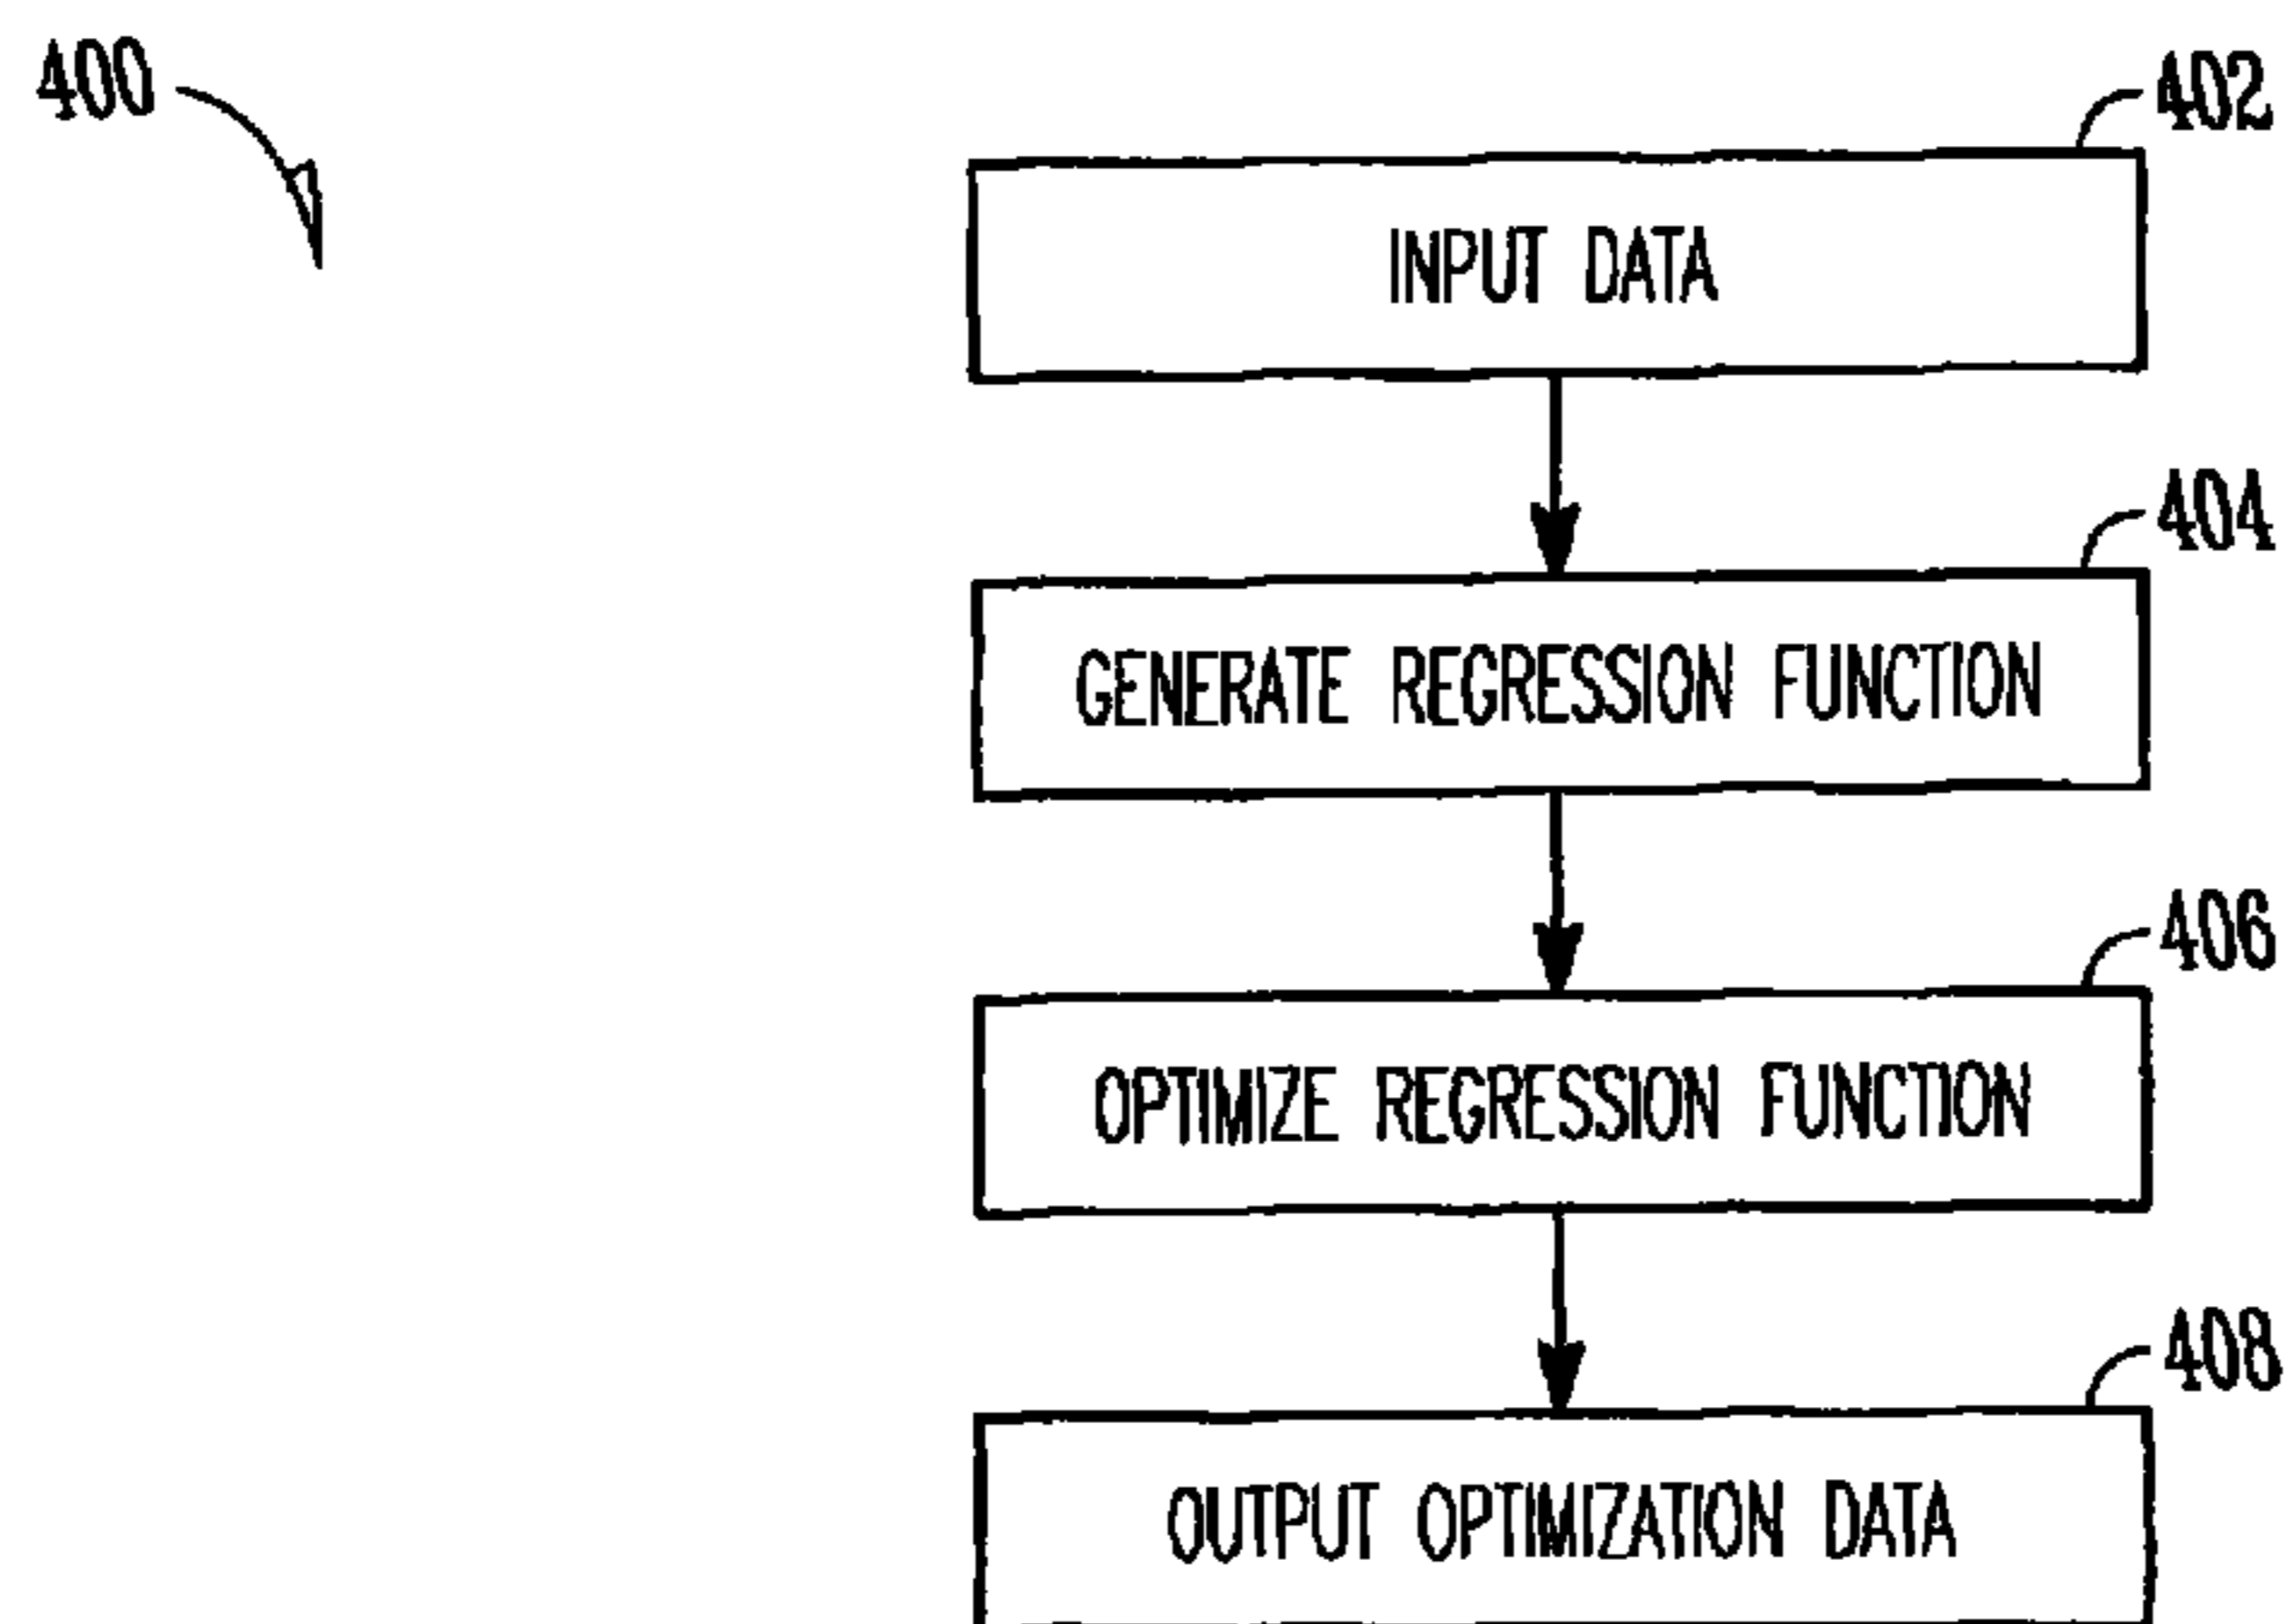 400
402
INPUT DATA
404
GENERATE REGRESSION FUNCTION
406
OPTIMIZE REGRESSION FUNCTION
408
OUTPUT OPTIMIZATION DATA